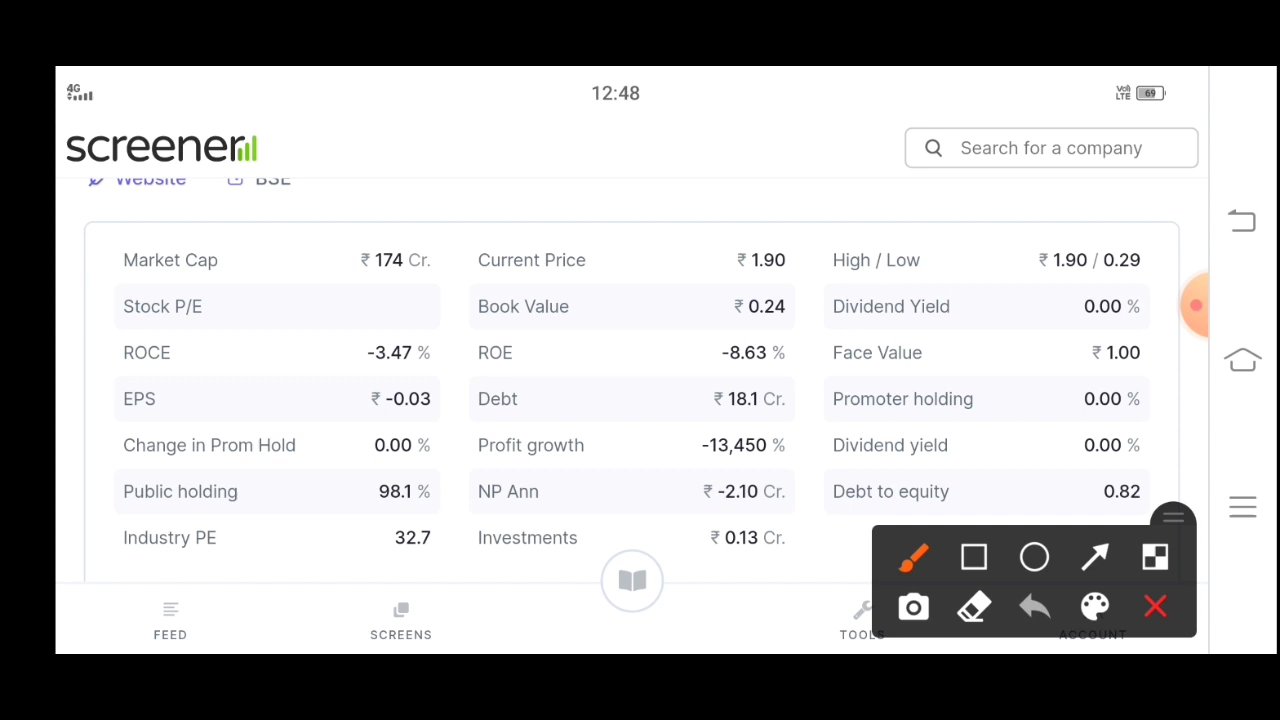 4G
12:48
VoN LTE 69
screener
Search for a company
Website BSE
Market Cap ₹ 174 Cr. Current Price ₹ 1.90 High / Low ₹ 1.90 / 0.29
Stock P/E Book Value ₹ 0.24 Dividend Yield 0.00 %
ROCE -3.47 % ROE -8.63 % Face Value ₹ 1.00
EPS ₹ -0.03 Debt ₹ 18.1 Cr. Promoter holding 0.00 %
Change in Prom Hold 0.00 % Profit growth -13,450 % Dividend yield 0.00 %
Public holding 98.1 % NP Ann ₹ -2.10 Cr. Debt to equity 0.82
Industry PE 32.7 Investments ₹ 0.13 Cr.
FEED SCREENS TOOLS ACCOUNT